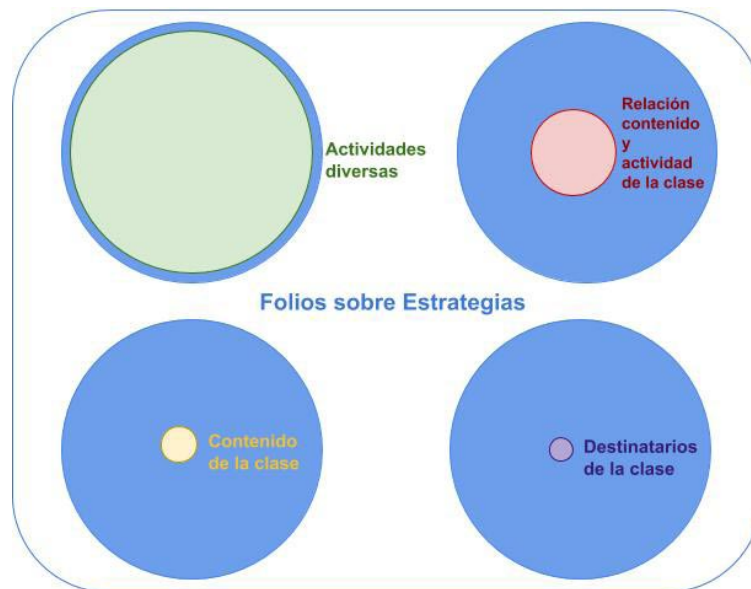 Actividades
diversas
Relación
contenido
y
actividad
de la clase
Folios sobre Estrategias
Contenido
de la clase
Destinatarios
de la clase